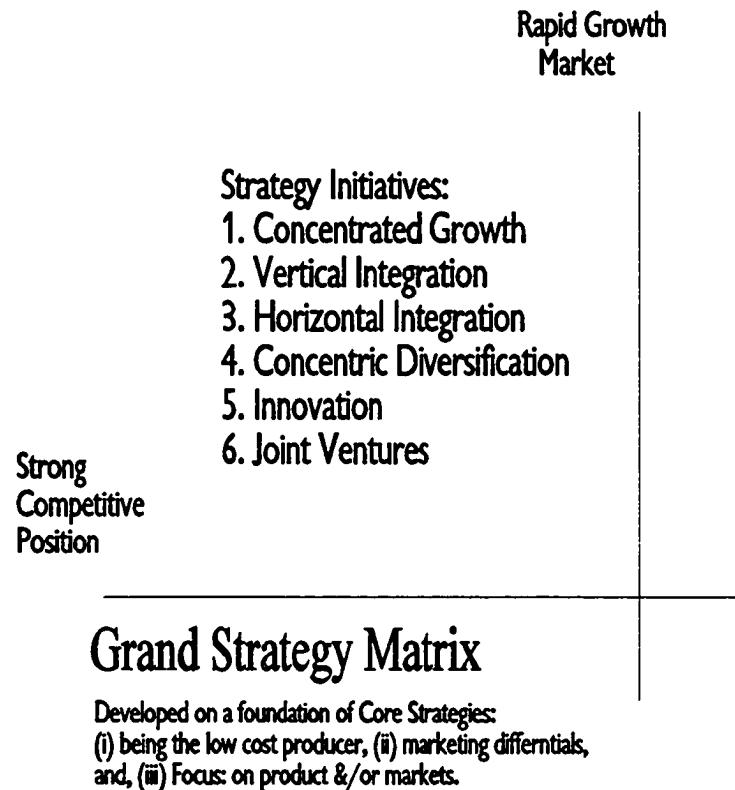 Rapid Growth
Market
Strategy Initiatives:
1. Concentrated Growth
2. Vertical Integration
3. Horizontal Integration
4. Concentric Diversification
5. Innovation
6. Joint Ventures
Strong
Competitive
Position
Grand Strategy Matrix
Developed on a foundation of Core Strategies:
(i) being the low cost producer, (ii) marketing differntials,
and, (iii) Focus: on product &/or markets.